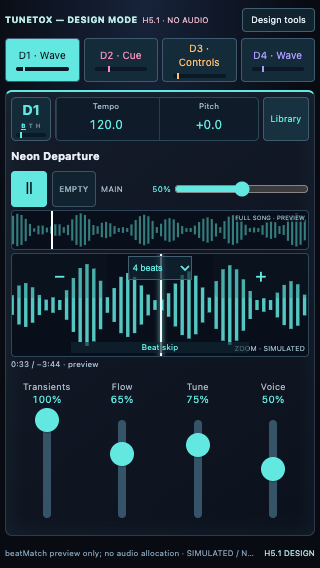 TUNETOX — DESIGN MODE H5.1 · NO AUDIO
Design tools
D1 · Wave
D2 · Cue
D3 · Controls
D4 · Wave
D1
B T H
Tempo
120.0
Pitch
+0.0
Library
Neon Departure
II
EMPTY
MAIN
50%
FULL SONG · PREVIEW
−
4 beats
+
Beat skip
ZOOM · SIMULATED
0:33 / −3:44 · preview
Transients
100%
Flow
65%
Tune
75%
Voice
50%
beatMatch preview only; no audio allocation · SIMULATED / N...
H5.1 DESIGN